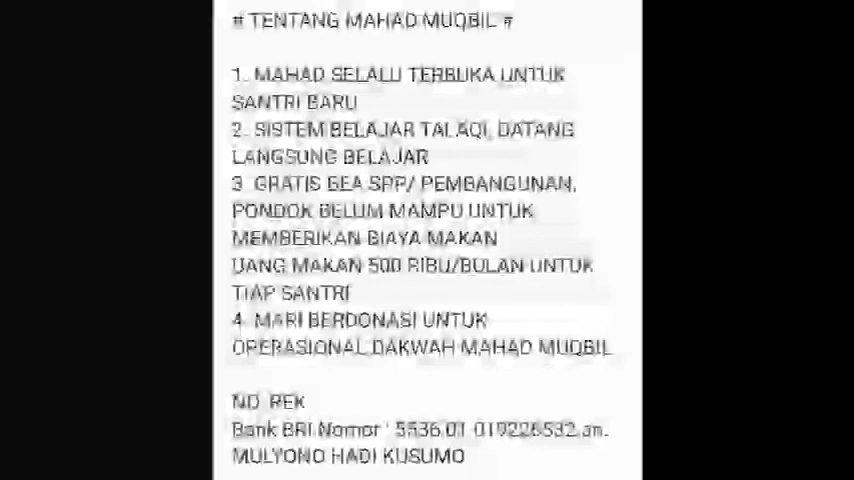 # TENTANG MAHAD MUQBIL #
1. MAHAD SELALU TERBUKA UNTUK
SANTRI BARU
2. SISTEM BELAJAR TALAQI, DATANG
LANGSUNG BELAJAR
3. GRATIS BEA SPP/ PEMBANGUNAN,
PONDOK BELUM MAMPU UNTUK
MEMBERIKAN BIAYA MAKAN
UANG MAKAN 500 RIBU/BULAN UNTUK
TIAP SANTRI
4. MARI BERDONASI UNTUK
OPERASIONAL DAKWAH MAHAD MUQBIL
NO. REK
Bank BRI Nomor : 5536 01 019226532 an.
MULYONO HADI KUSUMO